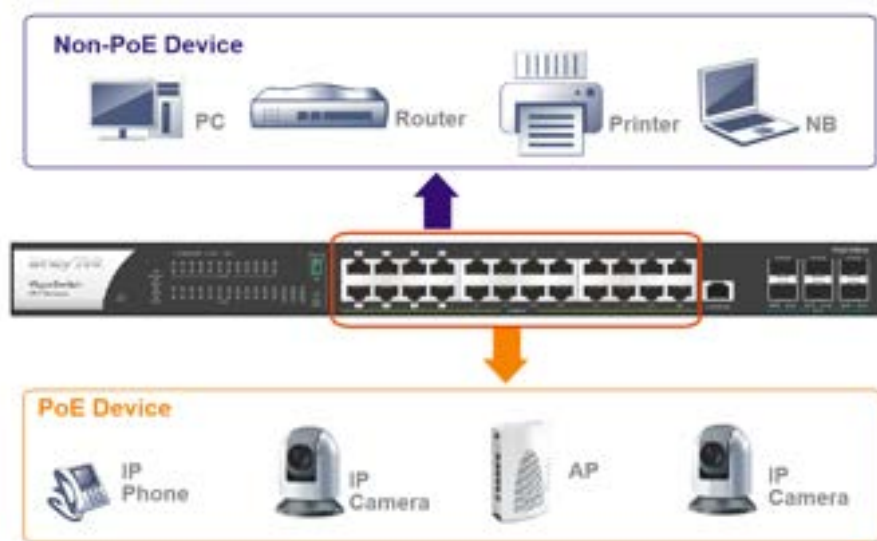 Non-PoE Device
PC
Router
Printer
NB
PoE Device
IP
Phone
IP
Camera
AP
IP
Camera